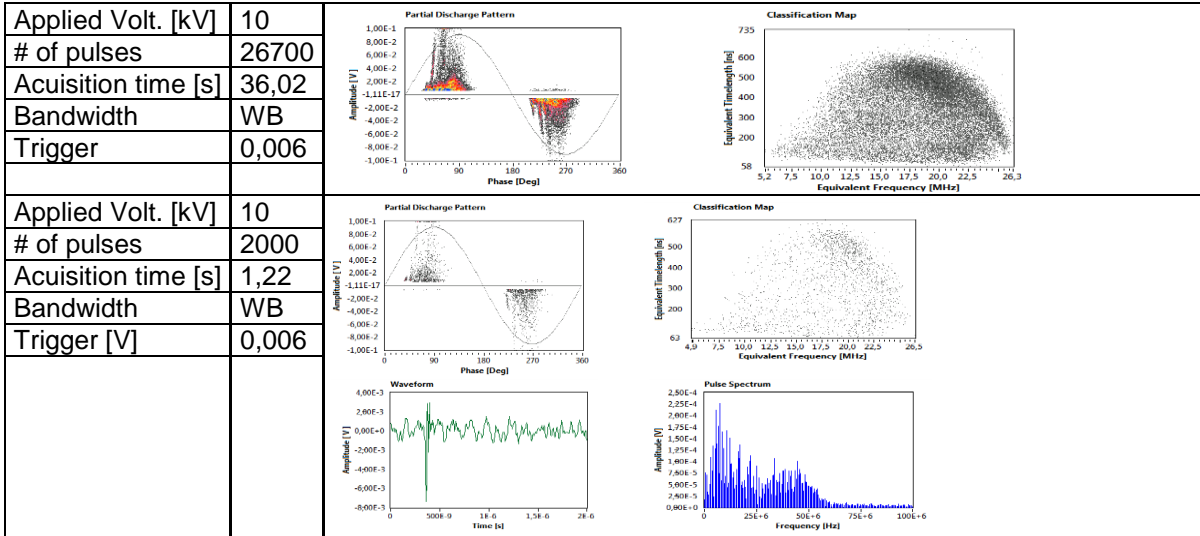 Applied Volt. [kV] 10
# of pulses 26700
Acuisition time [s] 36,02
Bandwidth WB
Trigger 0,006
Partial Discharge Pattern
Amplitude [V]
1,00E-1
8,00E-2
6,00E-2
4,00E-2
2,00E-2
-1,11E-17
-2,00E-2
-4,00E-2
-6,00E-2
-8,00E-2
-1,00E-1
0 90 180 270 360
Phase [Deg]
Classification Map
Equivalent Timelength [ns]
735
600
500
400
300
200
58
5,2 7,5 10,0 12,5 15,0 17,5 20,0 22,5 26,3
Equivalent Frequency [MHz]
Applied Volt. [kV] 10
# of pulses 2000
Acuisition time [s] 1,22
Bandwidth WB
Trigger [V] 0,006
Partial Discharge Pattern
Amplitude [V]
1,00E-1
8,00E-2
6,00E-2
4,00E-2
2,00E-2
-1,11E-17
-2,00E-2
-4,00E-2
-6,00E-2
-8,00E-2
-1,00E-1
0 90 180 270 360
Phase [Deg]
Classification Map
Equivalent Timelength [ns]
627
500
400
300
200
63
4,9 7,5 10,0 12,5 15,0 17,5 20,0 22,5 26,5
Equivalent Frequency [MHz]
Waveform
Amplitude [V]
4,00E-3
2,00E-3
0,00E+0
-2,00E-3
-4,00E-3
-6,00E-3
-8,00E-3
0 500E-9 1E-6 1,5E-6 2E-6
Time [s]
Pulse Spectrum
Amplitude [V]
2,50E-4
2,25E-4
2,00E-4
1,75E-4
1,50E-4
1,25E-4
1,00E-4
7,50E-5
5,00E-5
2,50E-5
0,00E+0
0 25E+6 50E+6 75E+6 100E+6
Frequency [Hz]